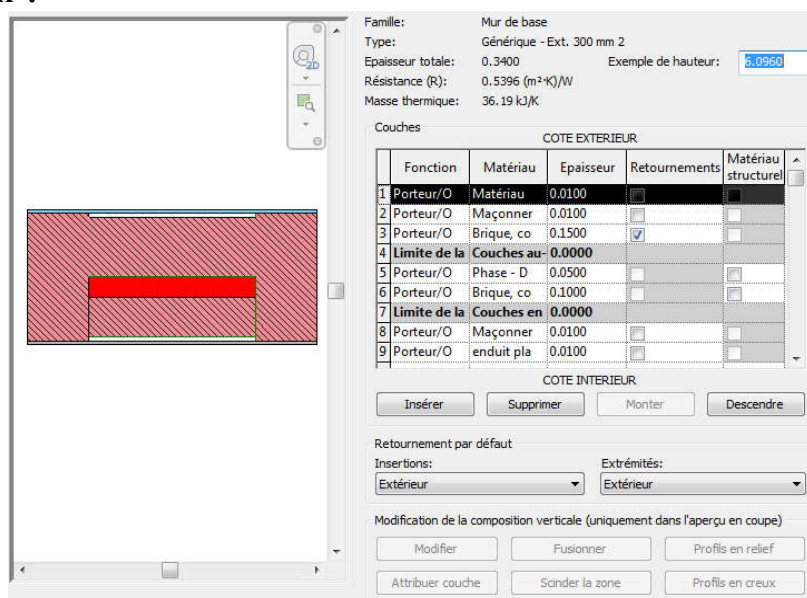 Famille: Mur de base
Type: Générique - Ext. 300 mm 2
Epaisseur totale: 0.3400 Exemple de hauteur: 6.0960
Résistance (R): 0.5396 (m²·K)/W
Masse thermique: 36.19 kJ/K
2D
Couches
COTE EXTERIEUR
Fonction Matériau Epaisseur Retournements Matériau structurel
1 Porteur/O Matériau 0.0100
2 Porteur/O Maçonner 0.0100
3 Porteur/O Brique, co 0.1500
4 Limite de la Couches au- 0.0000
5 Porteur/O Phase - D 0.0500
6 Porteur/O Brique, co 0.1000
7 Limite de la Couches en 0.0000
8 Porteur/O Maçonner 0.0100
9 Porteur/O enduit pla 0.0100
COTE INTERIEUR
Insérer Supprimer Monter Descendre
Retournement par défaut
Insertions: Extrémités:
Extérieur Extérieur
Modification de la composition verticale (uniquement dans l'aperçu en coupe)
Modifier Fusionner Profils en relief
Attribuer couche Scinder la zone Profils en creux